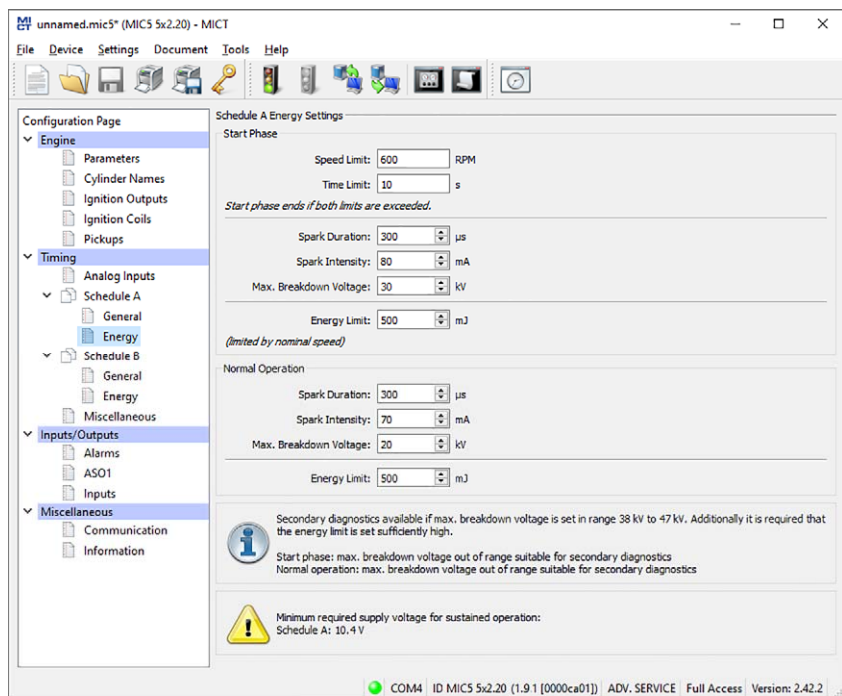 MICT unnamed.mic5* (MIC5 5x2.20) - MICT
File Device Settings Document Tools Help
Configuration Page
Engine
Parameters
Cylinder Names
Ignition Outputs
Ignition Coils
Pickups
Timing
Analog Inputs
Schedule A
General
Energy
Schedule B
General
Energy
Miscellaneous
Inputs/Outputs
Alarms
ASO1
Inputs
Miscellaneous
Communication
Information
Schedule A Energy Settings
Start Phase
Speed Limit: 600 RPM
Time Limit: 10 s
Start phase ends if both limits are exceeded.
Spark Duration: 300 µs
Spark Intensity: 80 mA
Max. Breakdown Voltage: 30 kV
Energy Limit: 500 mJ
(limited by nominal speed)
Normal Operation
Spark Duration: 300 µs
Spark Intensity: 70 mA
Max. Breakdown Voltage: 20 kV
Energy Limit: 500 mJ
Secondary diagnostics available if max. breakdown voltage is set in range 38 kV to 47 kV. Additionally it is required that
the energy limit is set sufficiently high.
Start phase: max. breakdown voltage out of range suitable for secondary diagnostics
Normal operation: max. breakdown voltage out of range suitable for secondary diagnostics
Minimum required supply voltage for sustained operation:
Schedule A: 10.4 V
COM4 ID MIC5 5x2.20 (1.9.1 [0000ca01]) ADV. SERVICE Full Access Version: 2.42.2